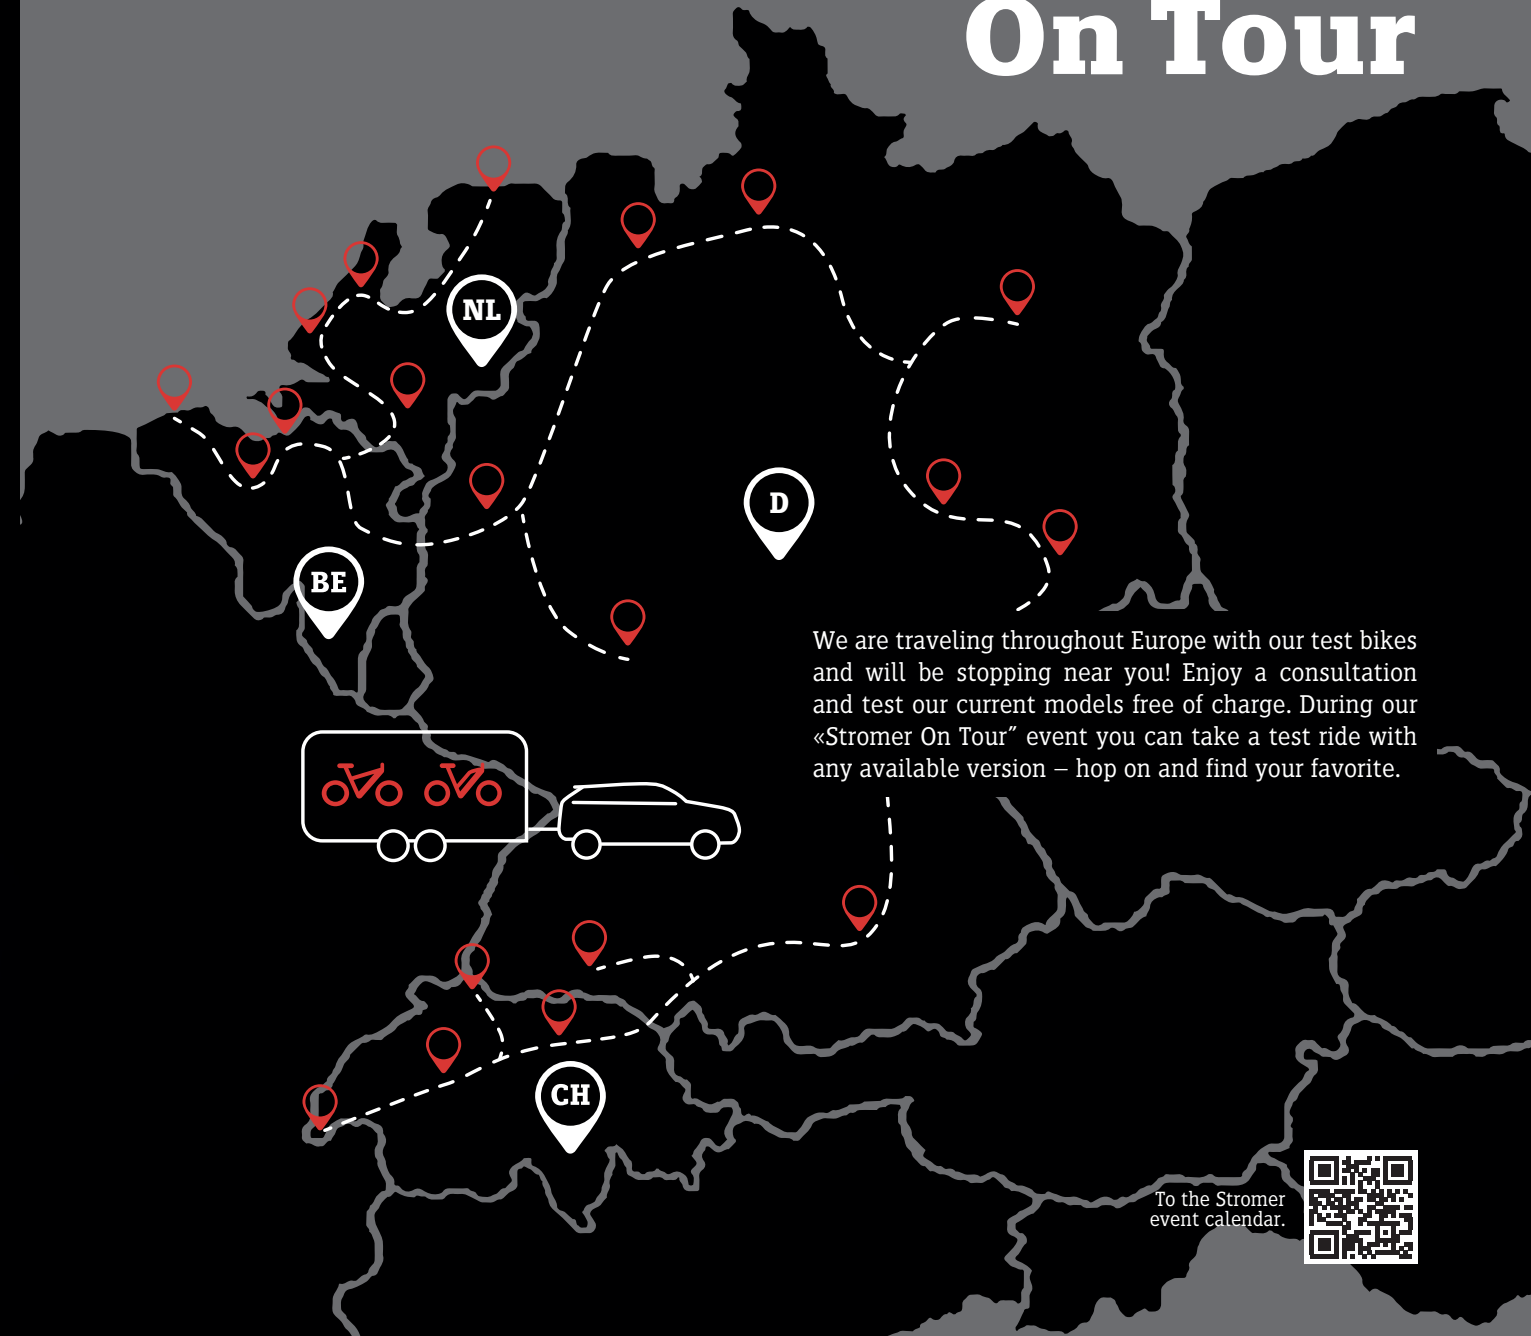 On Tour
NL
D
BE
We are traveling throughout Europe with our test bikes
and will be stopping near you! Enjoy a consultation
and test our current models free of charge. During our
«Stromer On Tour” event you can take a test ride with
any available version – hop on and find your favorite.
CH
To the Stromer
event calendar.